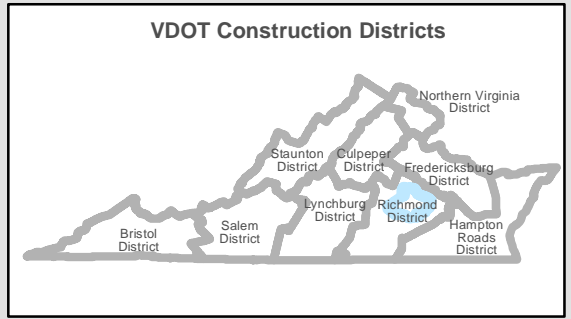 VDOT Construction Districts
Northern Virginia
District
Staunton
District
Culpeper
District
Fredericksburg
District
Lynchburg
District
Richmond
District
Bristol
District
Salem
District
Hampton
Roads
District